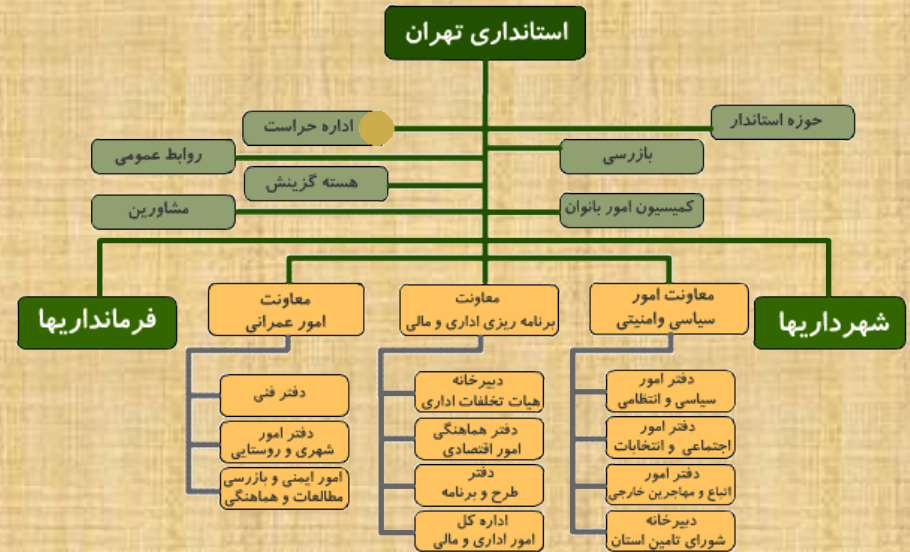 استانداری تهران
حوزه استاندار
اداره حراست
بازرسی
روابط عمومی
هسته گزینش
کمیسیون امور بانوان
مشاورین
شهرداریها
معاونت امور
سیاسی وامنیتی
معاونت
برنامه ریزی اداری و مالی
معاونت
امور عمرانی
فرمانداریها
دفتر امور
سیاسی و انتظامی
دفتر امور
اجتماعی و انتخابات
دفتر امور
اتباع و مهاجرین خارجی
دبیرخانه
شورای تامین استان
دبیرخانه
هیات تخلفات اداری
دفتر هماهنگی
امور اقتصادی
دفتر
طرح و برنامه
اداره کل
امور اداری و مالی
دفتر فنی
دفتر امور
شهری و روستایی
امور ایمنی و بازرسی
مطالعات و هماهنگی